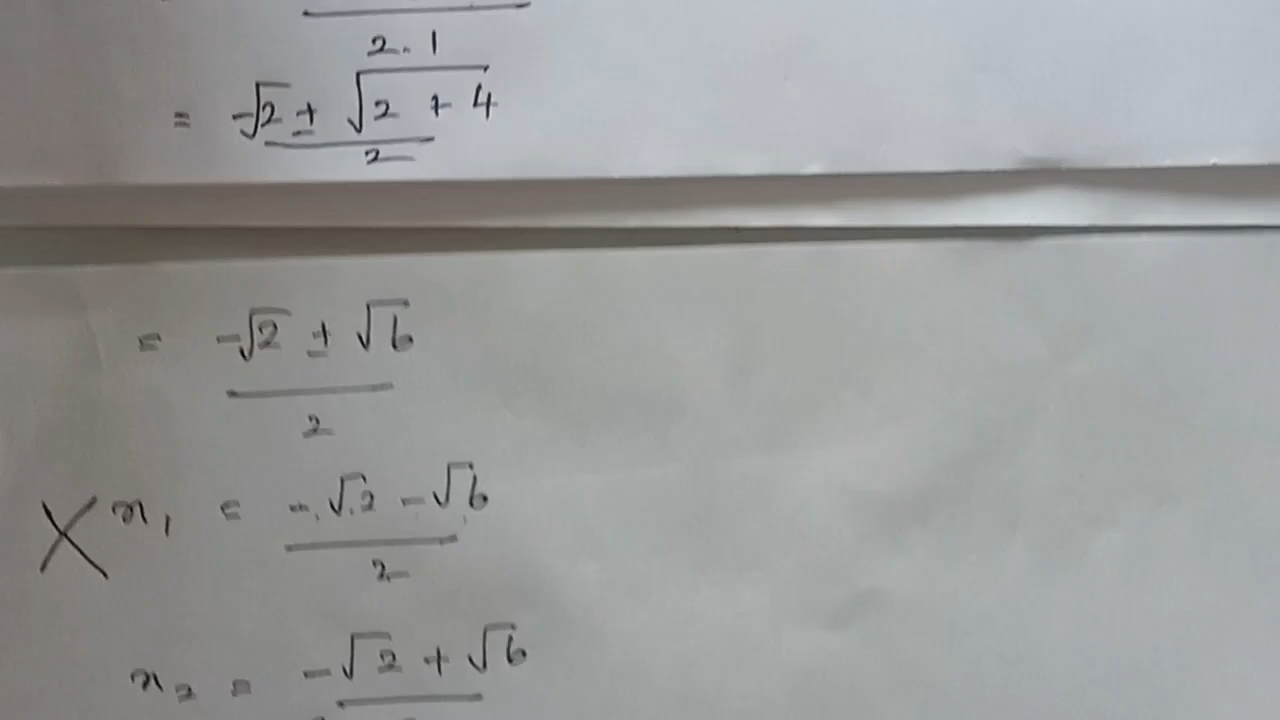 2 . 1
= -√2 ± √2 + 4
2
= -√2 ± √6
2
X x₁ = -√2 - √6
2
x₂ = -√2 + √6